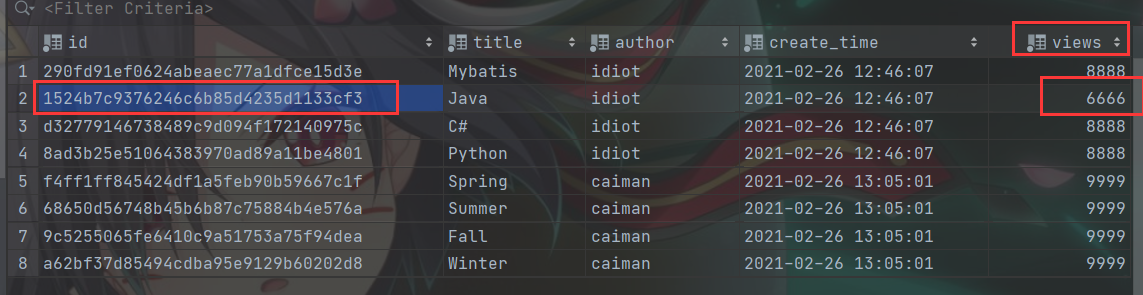 <Filter Criteria>
id title author create_time views
1 290fd91ef0624abeaec77a1dfce15d3e Mybatis idiot 2021-02-26 12:46:07 8888
2 1524b7c9376246c6b85d4235d1133cf3 Java idiot 2021-02-26 12:46:07 6666
3 d32779146738489c9d094f172140975c C# idiot 2021-02-26 12:46:07 8888
4 8ad3b25e51064383970ad89a11be4801 Python idiot 2021-02-26 12:46:07 8888
5 f4ff1ff845424df1a5feb90b59667c1f Spring caiman 2021-02-26 13:05:01 9999
6 68650d56748b45b6b87c75884b4e576a Summer caiman 2021-02-26 13:05:01 9999
7 9c5255065fe6410c9a51753a75f94dea Fall caiman 2021-02-26 13:05:01 9999
8 a62bf37d85494cdba95e9129b60202d8 Winter caiman 2021-02-26 13:05:01 9999